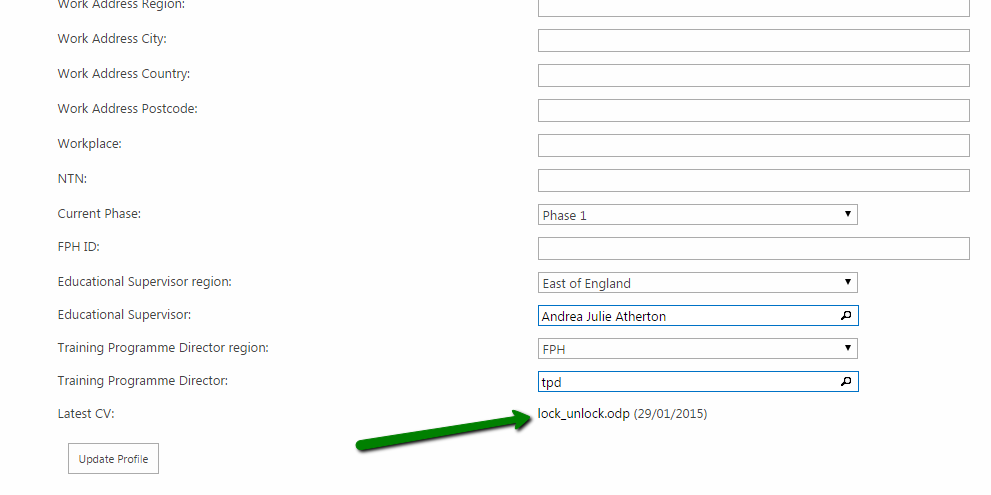 Work Address Region:
Work Address City:
Work Address Country:
Work Address Postcode:
Workplace:
NTN:
Current Phase: Phase 1
FPH ID:
Educational Supervisor region: East of England
Educational Supervisor: Andrea Julie Atherton
Training Programme Director region: FPH
Training Programme Director: tpd
Latest CV: lock_unlock.odp (29/01/2015)
Update Profile